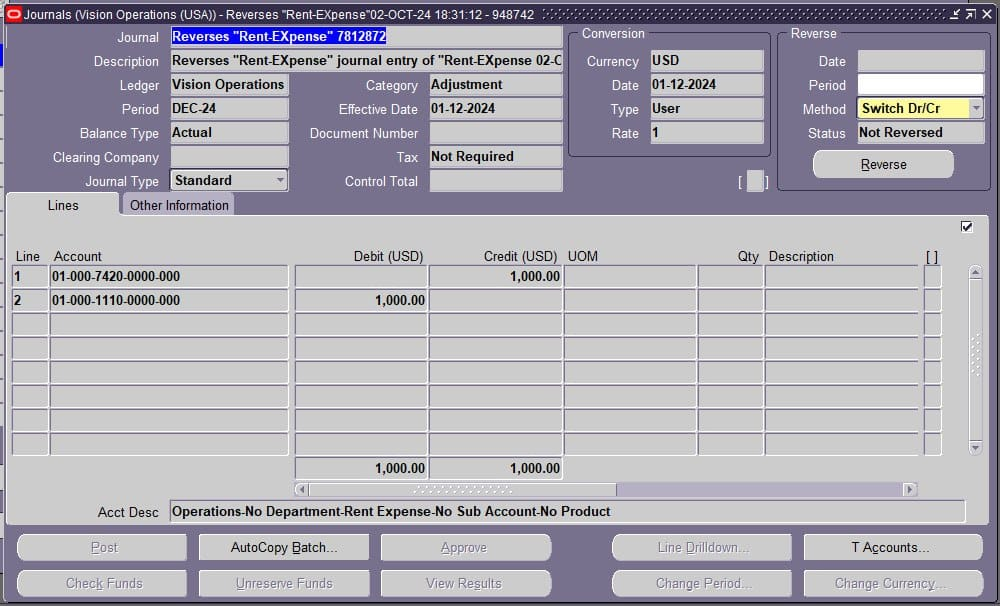 Journals (Vision Operations (USA)) - Reverses "Rent-EXpense"02-OCT-24 18:31:12 - 948742
Journal Reverses "Rent-EXpense" 7812872
Description Reverses "Rent-EXpense" journal entry of "Rent-EXpense 02-O
Ledger Vision Operations Category Adjustment
Period DEC-24 Effective Date 01-12-2024
Balance Type Actual Document Number
Clearing Company Tax Not Required
Journal Type Standard Control Total
Conversion
Currency USD
Date 01-12-2024
Type User
Rate 1
Reverse
Date
Period
Method Switch Dr/Cr
Status Not Reversed
Reverse
[ ]
Lines Other Information
Line Account Debit (USD) Credit (USD) UOM Qty Description [ ]
1 01-000-7420-0000-000 1,000.00
2 01-000-1110-0000-000 1,000.00
1,000.00 1,000.00
Acct Desc Operations-No Department-Rent Expense-No Sub Account-No Product
Post AutoCopy Batch... Approve Line Drilldown... T Accounts...
Check Funds Unreserve Funds View Results Change Period... Change Currency...